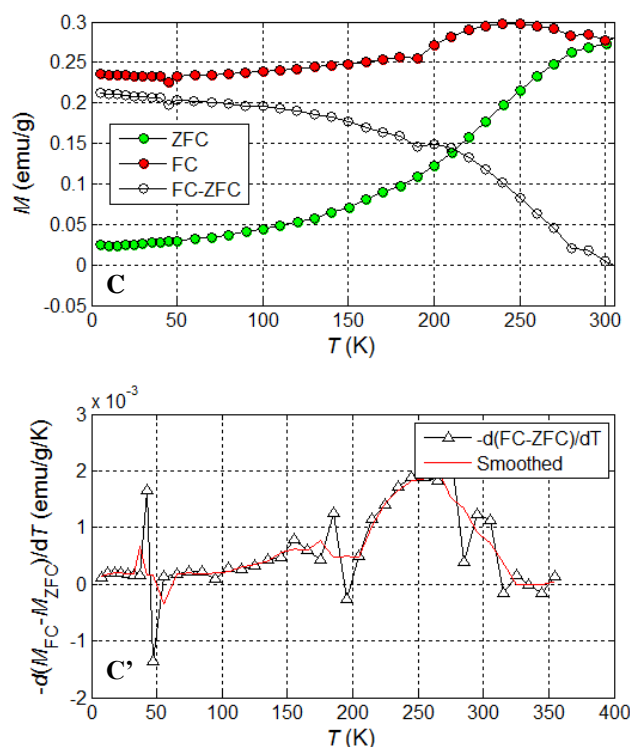 0.3
0.25
0.2
0.15
0.1
0.05
0
-0.05
M (emu/g)
ZFC
FC
FC-ZFC
C
0 50 100 150 200 250 300
T (K)
x 10⁻³
3
2
1
0
-1
-2
-d(M_FC-M_ZFC)/dT (emu/g/K)
-d(FC-ZFC)/dT
Smoothed
C’
0 50 100 150 200 250 300 350 400
T (K)